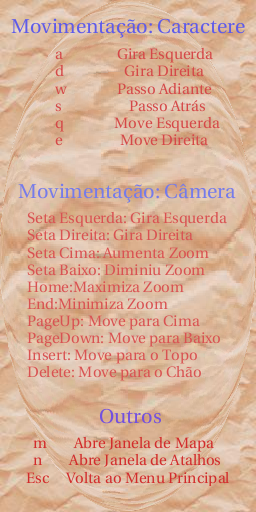 Movimentação: Caractere
a Gira Esquerda
d Gira Direita
w Passo Adiante
s Passo Atrás
q Move Esquerda
e Move Direita
Movimentação: Câmera
Seta Esquerda: Gira Esquerda
Seta Direita: Gira Direita
Seta Cima: Aumenta Zoom
Seta Baixo: Diminiu Zoom
Home:Maximiza Zoom
End:Minimiza Zoom
PageUp: Move para Cima
PageDown: Move para Baixo
Insert: Move para o Topo
Delete: Move para o Chão
Outros
m Abre Janela de Mapa
n Abre Janela de Atalhos
Esc Volta ao Menu Principal